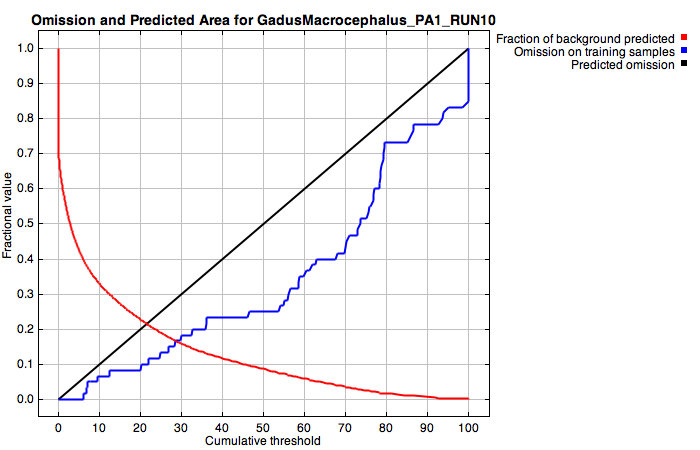 Omission and Predicted Area for GadusMacrocephalus_PA1_RUN10
Fraction of background predicted
Omission on training samples
Predicted omission
1.0
0.9
0.8
0.7
0.6
0.5
0.4
0.3
0.2
0.1
0.0
Fractional value
0 10 20 30 40 50 60 70 80 90 100
Cumulative threshold